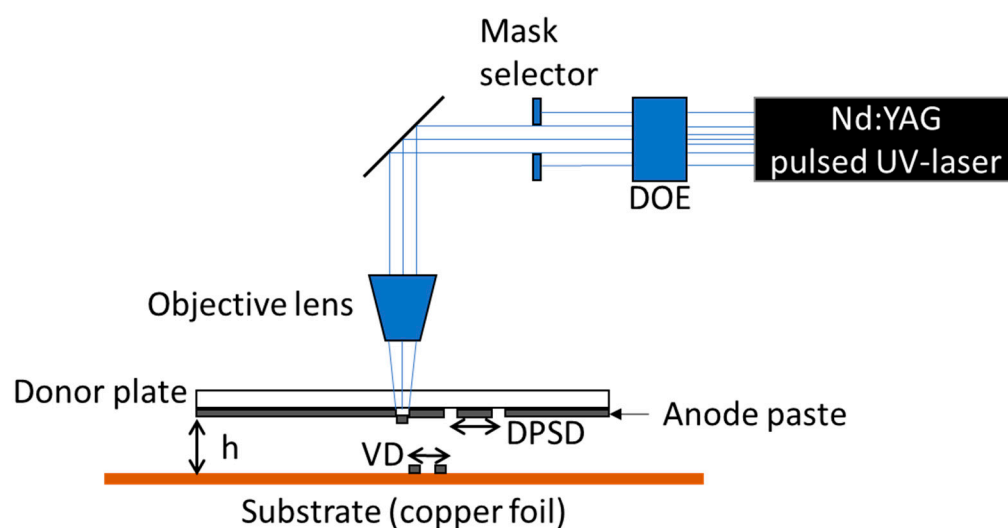 Mask
selector
Nd:YAG
pulsed UV-laser
DOE
Objective lens
Donor plate
Anode paste
DPSD
VD
h
Substrate (copper foil)